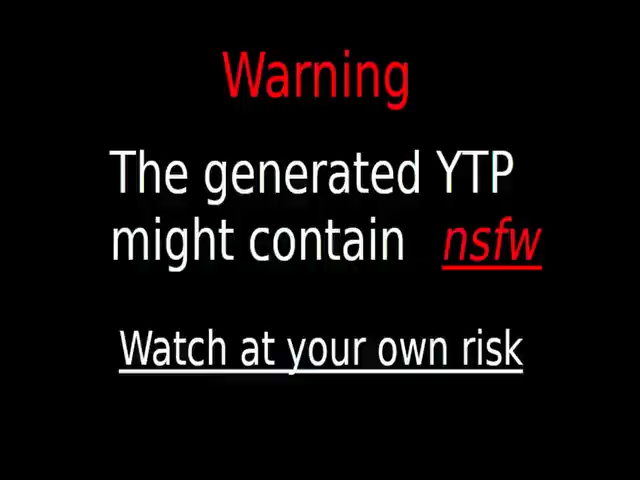 Warning
The generated YTP
might contain nsfw
Watch at your own risk